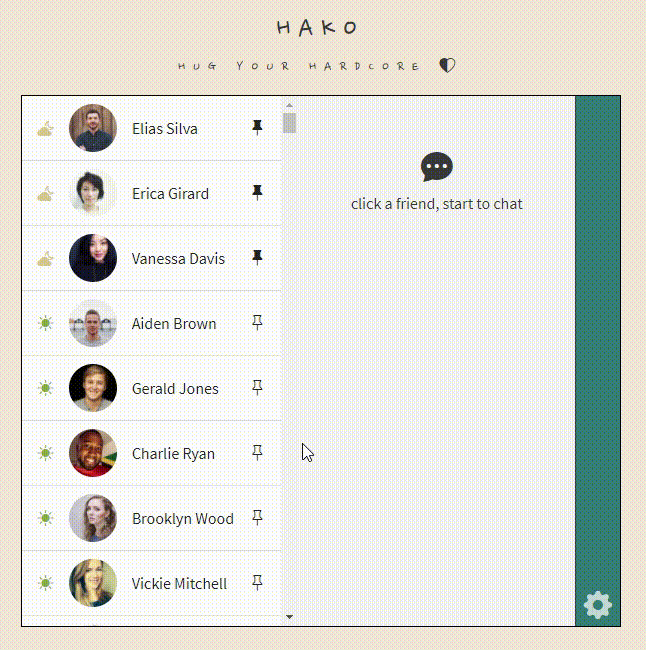 HAKO
HUG YOUR HARDCORE
Elias Silva
Erica Girard
Vanessa Davis
Aiden Brown
Gerald Jones
Charlie Ryan
Brooklyn Wood
Vickie Mitchell
click a friend, start to chat